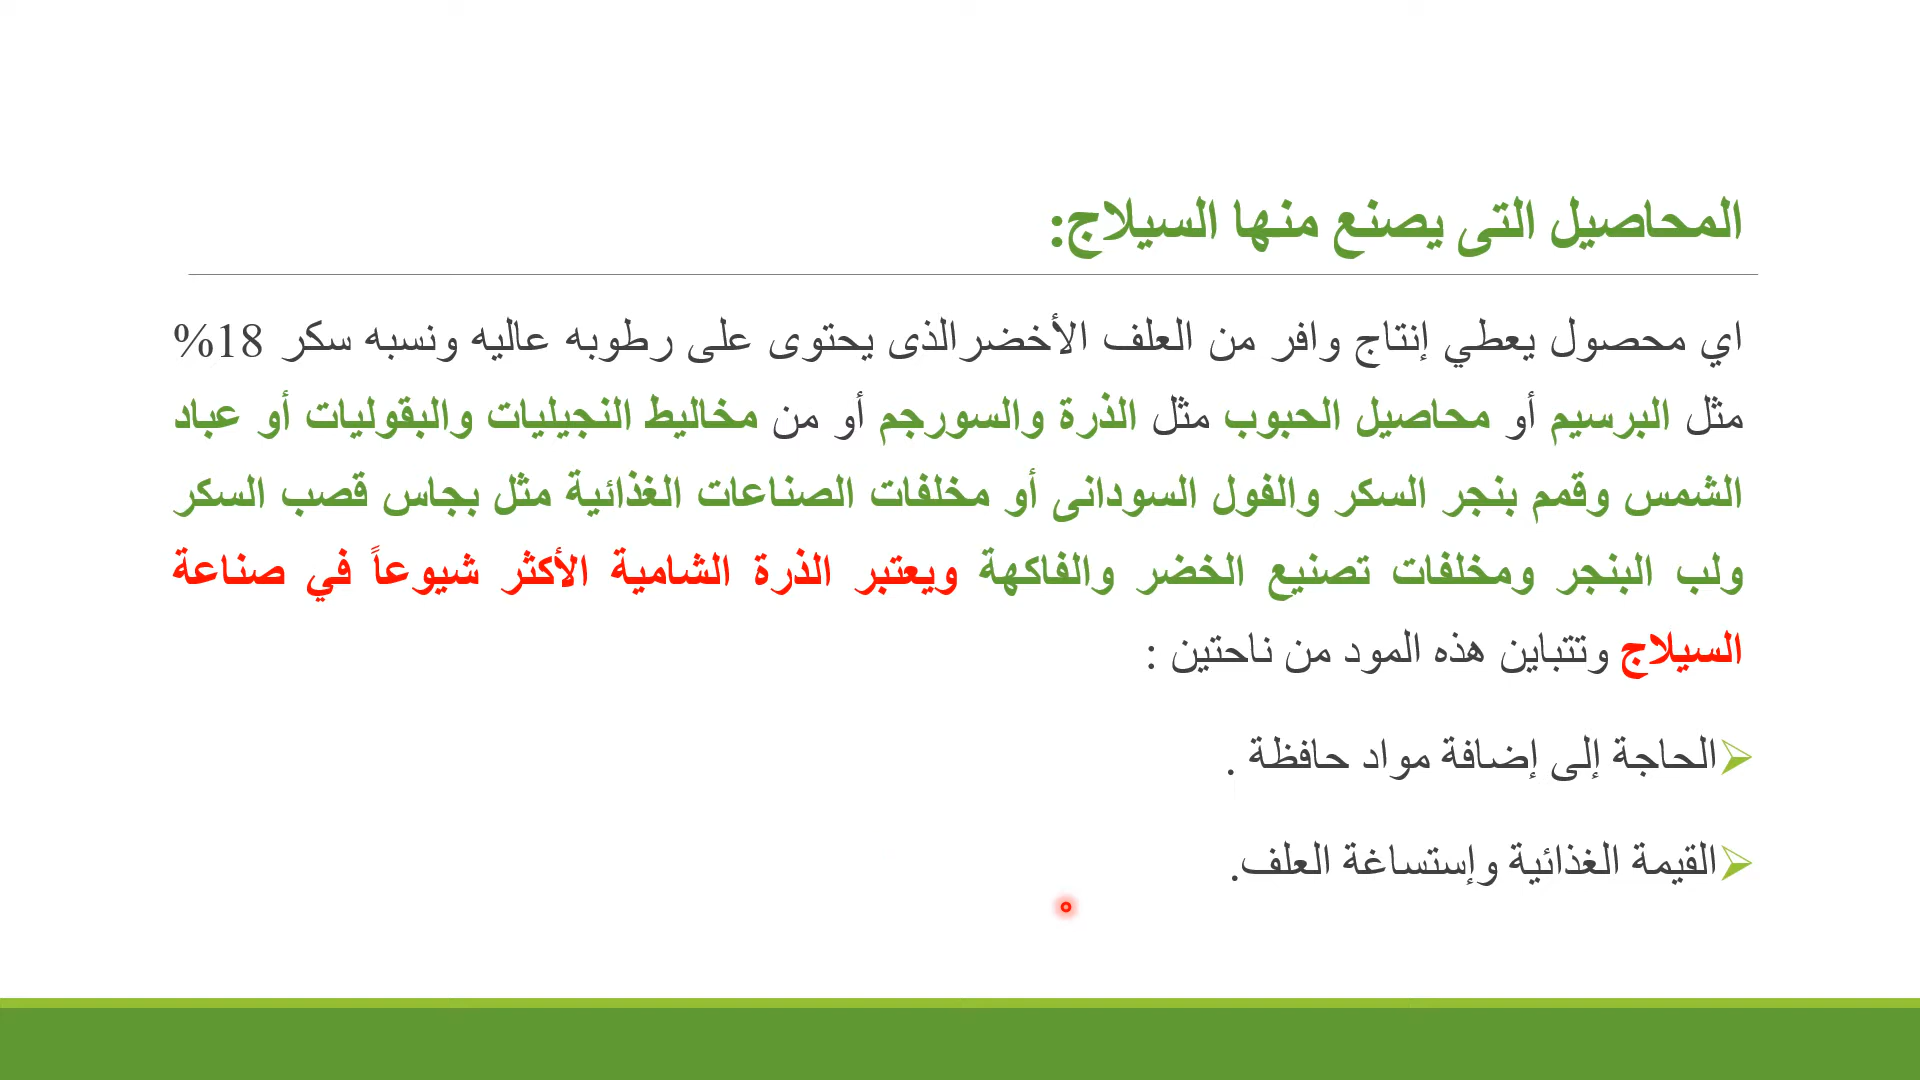 المحاصيل التى يصنع منها السيلاج:
اي محصول يعطي إنتاج وافر من العلف الأخضرالذى يحتوى على رطوبه عاليه ونسبه سكر 18%
مثل البرسيم أو محاصيل الحبوب مثل الذرة والسورجم أو من مخاليط النجيليات والبقوليات أو عباد
الشمس وقمم بنجر السكر والفول السودانى أو مخلفات الصناعات الغذائية مثل بجاس قصب السكر
ولب البنجر ومخلفات تصنيع الخضر والفاكهة ويعتبر الذرة الشامية الأكثر شيوعاً في صناعة
السيلاج وتتباين هذه المود من ناحتين :
الحاجة إلى إضافة مواد حافظة .
القيمة الغذائية وإستساغة العلف.